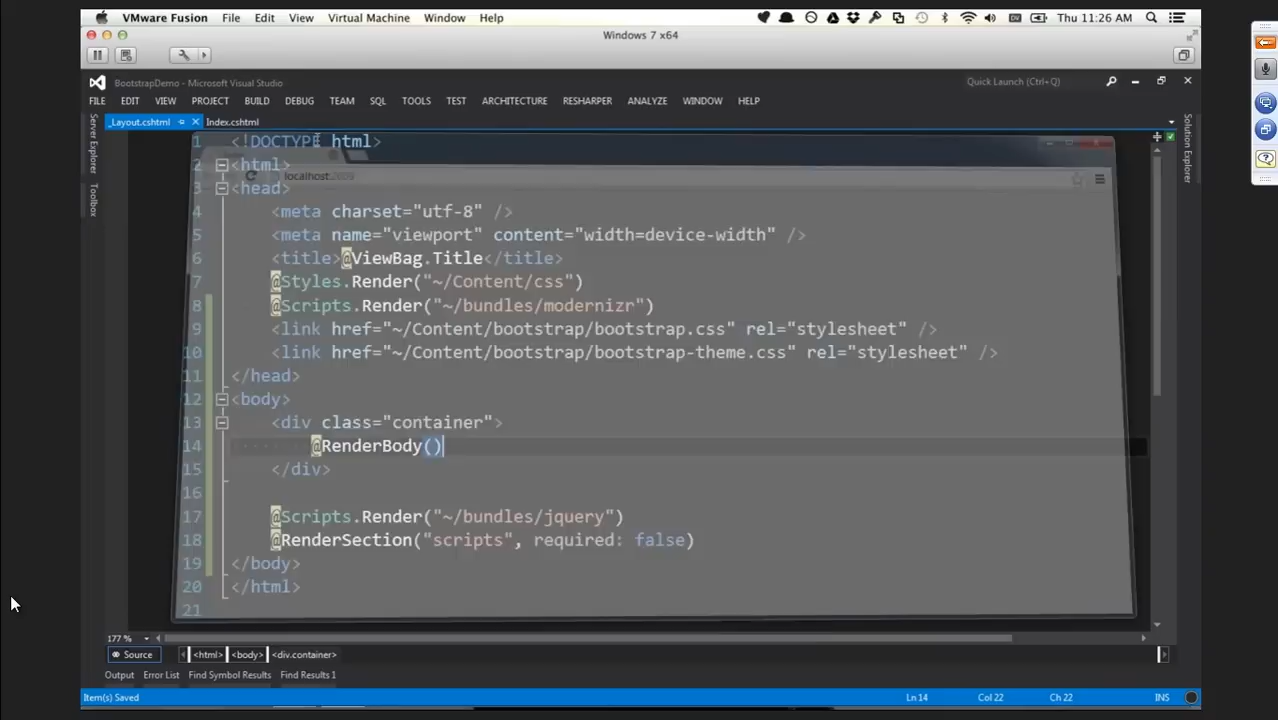 VMware Fusion File Edit View Virtual Machine Window Help Thu 11:26 AM
Windows 7 x64
BootstrapDemo - Microsoft Visual Studio Quick Launch (Ctrl+Q)
FILE EDIT VIEW PROJECT BUILD DEBUG TEAM SQL TOOLS TEST ARCHITECTURE RESHARPER ANALYZE WINDOW HELP
_Layout.cshtml Index.cshtml
Server Explorer
Toolbox
Solution Explorer
1 <!DOCTYPE html>
2 <html>
localhost:
3 <head>
4 <meta charset="utf-8" />
5 <meta name="viewport" content="width=device-width" />
6 <title>@ViewBag.Title</title>
7 @Styles.Render("~/Content/css")
8 @Scripts.Render("~/bundles/modernizr")
9 <link href="~/Content/bootstrap/bootstrap.css" rel="stylesheet" />
10 <link href="~/Content/bootstrap/bootstrap-theme.css" rel="stylesheet" />
11 </head>
12 <body>
13 <div class="container">
14 @RenderBody()
15 </div>
16
17 @Scripts.Render("~/bundles/jquery")
18 @RenderSection("scripts", required: false)
19 </body>
20 </html>
21
177 %
Source <html> <body> <div.container>
Output Error List Find Symbol Results Find Results 1
Item(s) Saved Ln 14 Col 22 Ch 22 INS